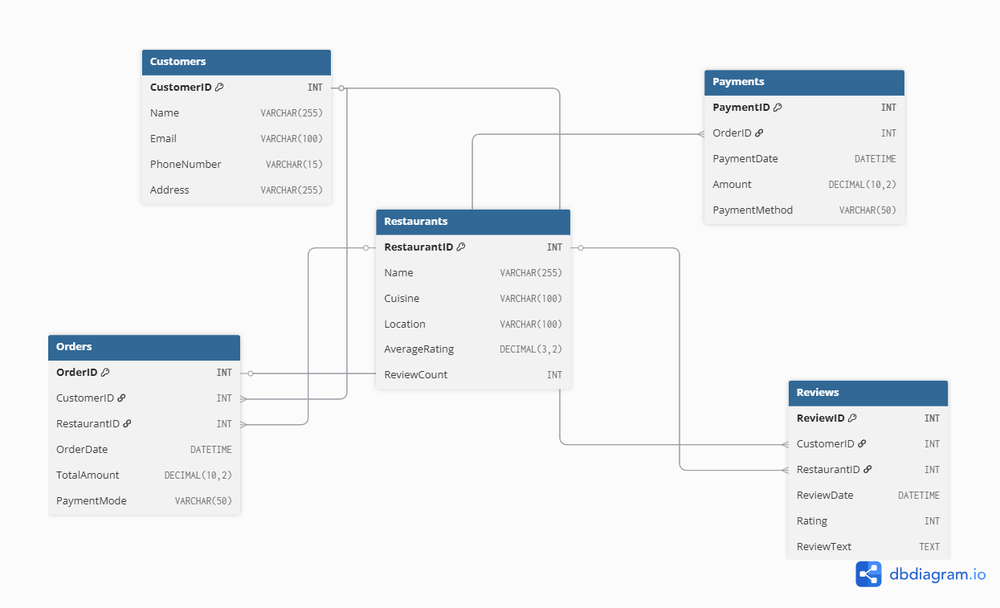 Customers
CustomerID INT
Name VARCHAR(255)
Email VARCHAR(100)
PhoneNumber VARCHAR(15)
Address VARCHAR(255)
Payments
PaymentID INT
OrderID INT
PaymentDate DATETIME
Amount DECIMAL(10,2)
PaymentMethod VARCHAR(50)
Restaurants
RestaurantID INT
Name VARCHAR(255)
Cuisine VARCHAR(100)
Location VARCHAR(100)
AverageRating DECIMAL(3,2)
ReviewCount INT
Orders
OrderID INT
CustomerID INT
RestaurantID INT
OrderDate DATETIME
TotalAmount DECIMAL(10,2)
PaymentMode VARCHAR(50)
Reviews
ReviewID INT
CustomerID INT
RestaurantID INT
ReviewDate DATETIME
Rating INT
ReviewText TEXT
dbdiagram.io